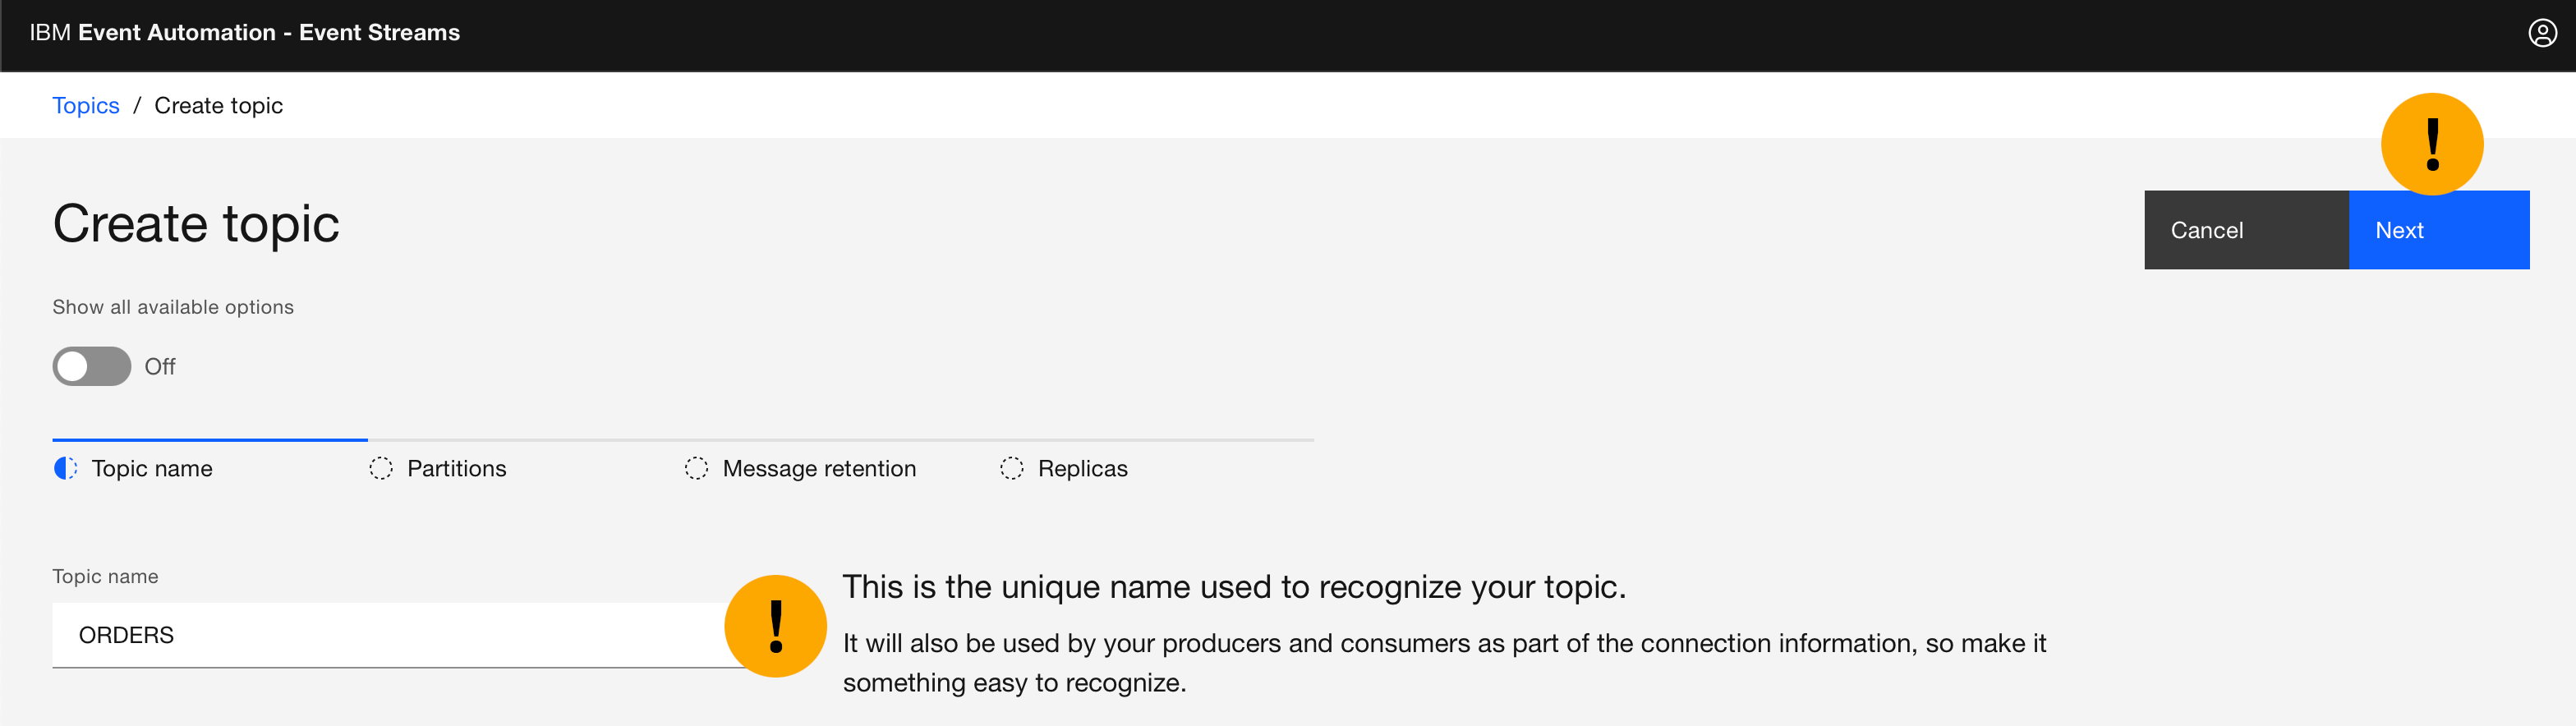 IBM Event Automation - Event Streams
Topics / Create topic
Create topic
Cancel
Next
Show all available options
Off
Topic name
Partitions
Message retention
Replicas
Topic name
ORDERS
This is the unique name used to recognize your topic.
It will also be used by your producers and consumers as part of the connection information, so make it
something easy to recognize.
!
!